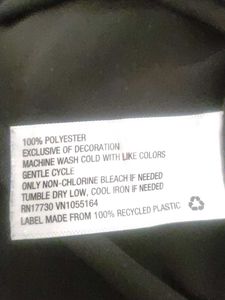 100% POLYESTER
EXCLUSIVE OF DECORATION
MACHINE WASH COLD WITH LIKE COLORS
GENTLE CYCLE
ONLY NON-CHLORINE BLEACH IF NEEDED
TUMBLE DRY LOW, COOL IRON IF NEEDED
RN17730 VN1055164
LABEL MADE FROM 100% RECYCLED PLASTIC